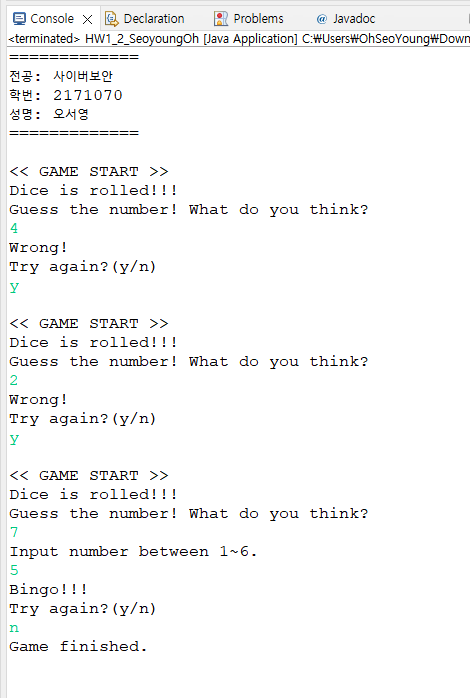 Console Declaration Problems Javadoc
<terminated> HW1_2_SeoyoungOh [Java Application] C:₩Users₩OhSeoYoung₩Down
=============
전공: 사이버보안
학번: 2171070
성명: 오서영
=============
<< GAME START >>
Dice is rolled!!!
Guess the number! What do you think?
4
Wrong!
Try again?(y/n)
y
<< GAME START >>
Dice is rolled!!!
Guess the number! What do you think?
2
Wrong!
Try again?(y/n)
y
<< GAME START >>
Dice is rolled!!!
Guess the number! What do you think?
7
Input number between 1~6.
5
Bingo!!!
Try again?(y/n)
n
Game finished.